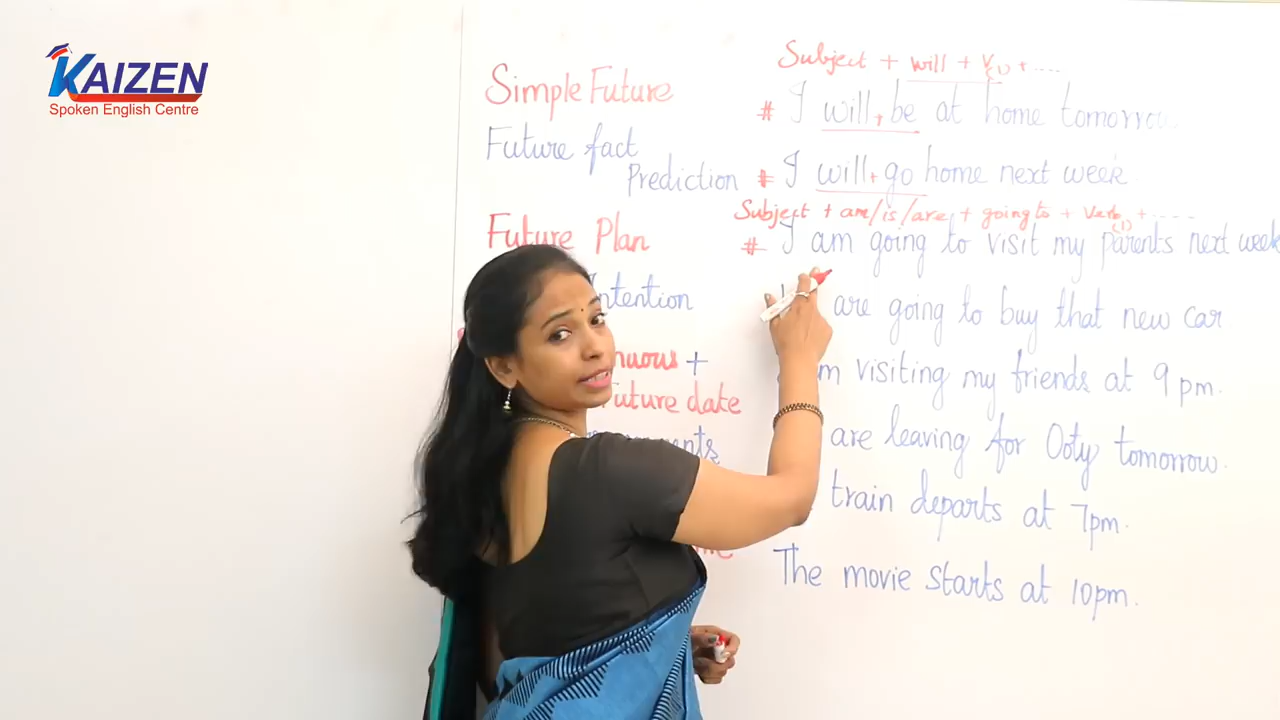 KAIZEN
Spoken English Centre
Subject + will + V(1) + ....
Simple Future
# I will + be at home tomorrow.
Future fact
Prediction
# I will + go home next week.
Subject + am/is/are + going to + Verb(1) + ....
Future Plan
# I am going to visit my parents next week
Intention
are going to buy that new car
+
visiting my friends at 9 pm.
Future date
are leaving for Ooty tomorrow.
train departs at 7pm.
The movie starts at 10pm.